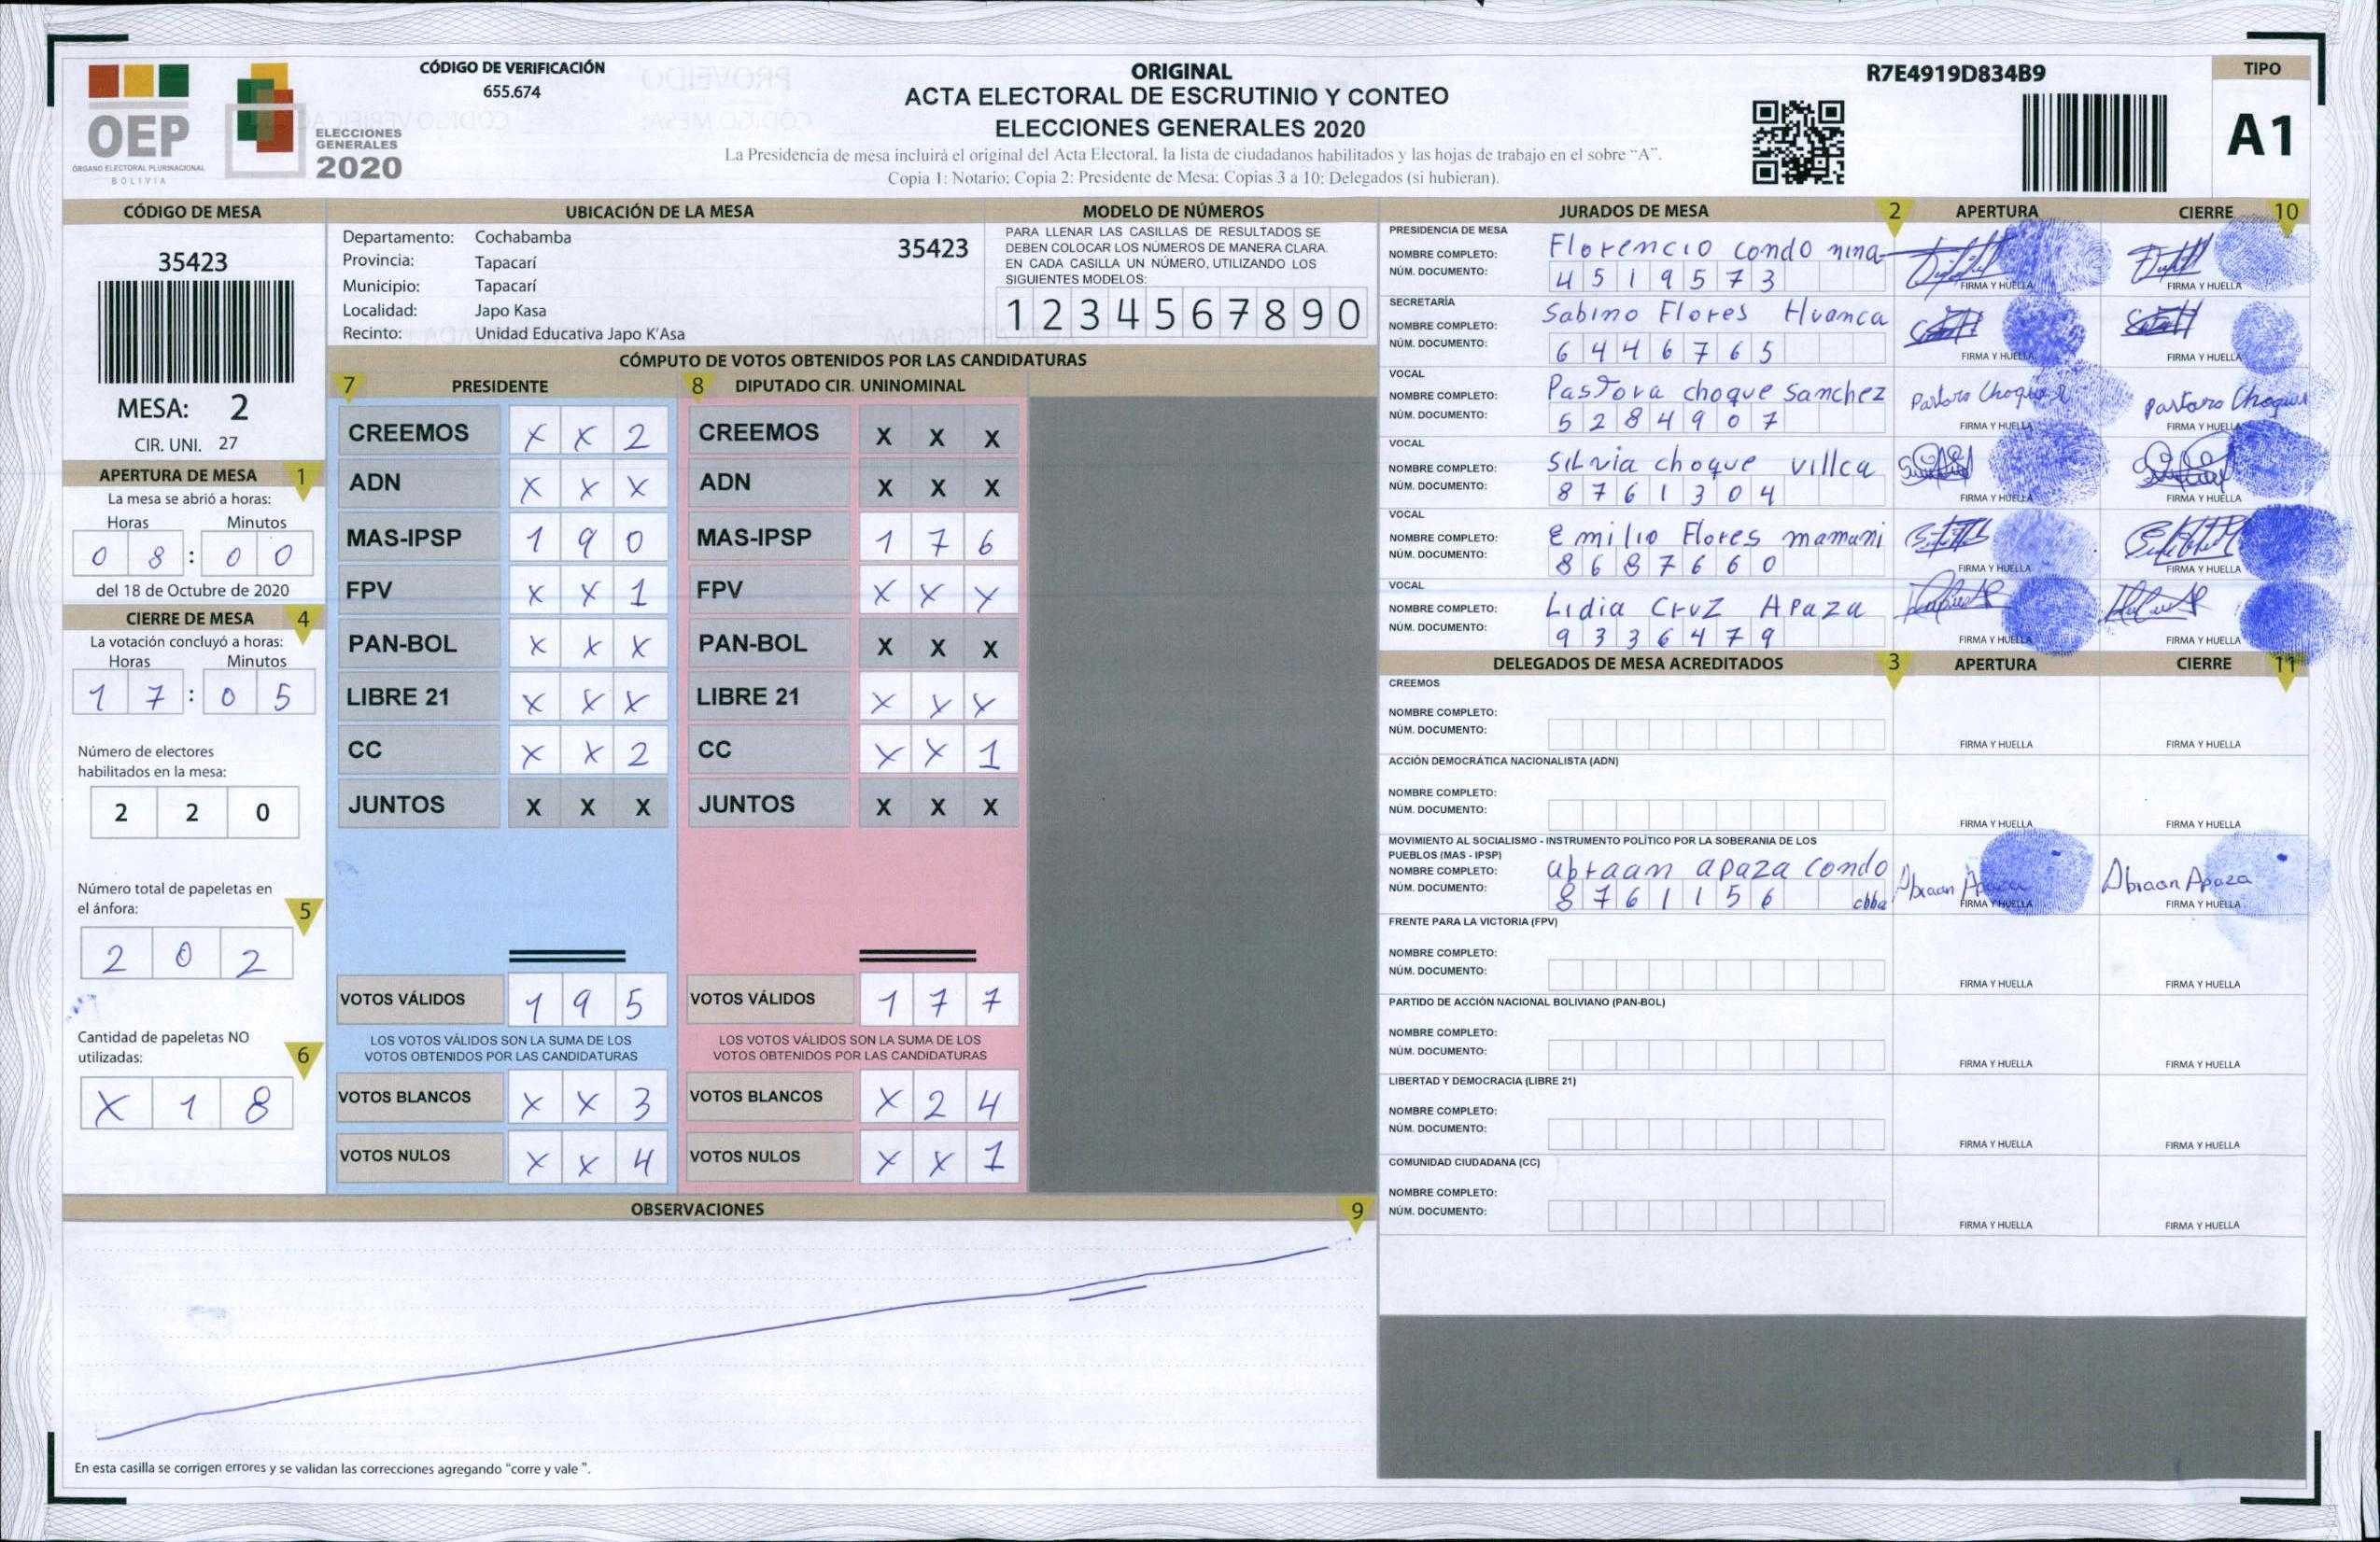 OEP
ÓRGANO ELECTORAL PLURINACIONAL
BOLIVIA
ELECCIONES
GENERALES
2020
CÓDIGO DE VERIFICACIÓN
655.674
ORIGINAL
ACTA ELECTORAL DE ESCRUTINIO Y CONTEO
ELECCIONES GENERALES 2020
La Presidencia de mesa incluirá el original del Acta Electoral, la lista de ciudadanos habilitados y las hojas de trabajo en el sobre "A".
Copia 1: Notario; Copia 2: Presidente de Mesa; Copias 3 a 10: Delegados (si hubieran).
R7E4919D834B9
TIPO
A1
CÓDIGO DE MESA
35423
MESA: 2
CIR. UNI. 27
APERTURA DE MESA 1
La mesa se abrió a horas:
Horas Minutos
0 8 : 0 0
del 18 de Octubre de 2020
CIERRE DE MESA 4
La votación concluyó a horas:
Horas Minutos
1 7 : 0 5
Número de electores
habilitados en la mesa:
2 2 0
Número total de papeletas en
el ánfora: 5
2 0 2
Cantidad de papeletas NO
utilizadas: 6
X 1 8
UBICACIÓN DE LA MESA
Departamento: Cochabamba 35423
Provincia: Tapacarí
Municipio: Tapacarí
Localidad: Japo Kasa
Recinto: Unidad Educativa Japo K'Asa
MODELO DE NÚMEROS
PARA LLENAR LAS CASILLAS DE RESULTADOS SE
DEBEN COLOCAR LOS NÚMEROS DE MANERA CLARA.
EN CADA CASILLA UN NÚMERO, UTILIZANDO LOS
SIGUIENTES MODELOS:
1 2 3 4 5 6 7 8 9 0
CÓMPUTO DE VOTOS OBTENIDOS POR LAS CANDIDATURAS
7 PRESIDENTE 8 DIPUTADO CIR. UNINOMINAL
CREEMOS X X 2 CREEMOS X X X
ADN X X X ADN X X X
MAS-IPSP 1 9 0 MAS-IPSP 1 7 6
FPV X X 1 FPV X X X
PAN-BOL X X X PAN-BOL X X X
LIBRE 21 X X X LIBRE 21 X X X
CC X X 2 CC X X 1
JUNTOS X X X JUNTOS X X X
VOTOS VÁLIDOS 1 9 5 VOTOS VÁLIDOS 1 7 7
LOS VOTOS VÁLIDOS SON LA SUMA DE LOS LOS VOTOS VÁLIDOS SON LA SUMA DE LOS
VOTOS OBTENIDOS POR LAS CANDIDATURAS VOTOS OBTENIDOS POR LAS CANDIDATURAS
VOTOS BLANCOS X X 3 VOTOS BLANCOS X 2 4
VOTOS NULOS X X 4 VOTOS NULOS X X 1
OBSERVACIONES 9
En esta casilla se corrigen errores y se validan las correcciones agregando "corre y vale".
JURADOS DE MESA 2 APERTURA CIERRE 10
PRESIDENCIA DE MESA
NOMBRE COMPLETO: Florencio condo nina
NÚM. DOCUMENTO: 4 5 1 9 5 7 3
FIRMA Y HUELLA FIRMA Y HUELLA
SECRETARÍA
NOMBRE COMPLETO: Sabino Flores Huanca
NÚM. DOCUMENTO: 6 4 4 6 7 6 5
FIRMA Y HUELLA FIRMA Y HUELLA
VOCAL
NOMBRE COMPLETO: Pastora choque Sanchez
NÚM. DOCUMENTO: 5 2 8 4 9 0 7
FIRMA Y HUELLA FIRMA Y HUELLA
VOCAL
NOMBRE COMPLETO: SiLvia choque villca
NÚM. DOCUMENTO: 8 7 6 1 3 0 4
FIRMA Y HUELLA FIRMA Y HUELLA
VOCAL
NOMBRE COMPLETO: Emilio Flores mamani
NÚM. DOCUMENTO: 8 6 8 7 6 6 0
FIRMA Y HUELLA FIRMA Y HUELLA
VOCAL
NOMBRE COMPLETO: Lidia Cruz Apaza
NÚM. DOCUMENTO: 9 3 3 6 4 7 9
FIRMA Y HUELLA FIRMA Y HUELLA
DELEGADOS DE MESA ACREDITADOS 3 APERTURA CIERRE 11
CREEMOS
NOMBRE COMPLETO:
NÚM. DOCUMENTO:
FIRMA Y HUELLA FIRMA Y HUELLA
ACCIÓN DEMOCRÁTICA NACIONALISTA (ADN)
NOMBRE COMPLETO:
NÚM. DOCUMENTO:
FIRMA Y HUELLA FIRMA Y HUELLA
MOVIMIENTO AL SOCIALISMO - INSTRUMENTO POLÍTICO POR LA SOBERANIA DE LOS
PUEBLOS (MAS - IPSP)
NOMBRE COMPLETO: abraan apaza condo
NÚM. DOCUMENTO: 8 7 6 1 1 5 6 cbba
Abraan Apaza Abraan Apaza
FIRMA Y HUELLA FIRMA Y HUELLA
FRENTE PARA LA VICTORIA (FPV)
NOMBRE COMPLETO:
NÚM. DOCUMENTO:
FIRMA Y HUELLA FIRMA Y HUELLA
PARTIDO DE ACCIÓN NACIONAL BOLIVIANO (PAN-BOL)
NOMBRE COMPLETO:
NÚM. DOCUMENTO:
FIRMA Y HUELLA FIRMA Y HUELLA
LIBERTAD Y DEMOCRACIA (LIBRE 21)
NOMBRE COMPLETO:
NÚM. DOCUMENTO:
FIRMA Y HUELLA FIRMA Y HUELLA
COMUNIDAD CIUDADANA (CC)
NOMBRE COMPLETO:
NÚM. DOCUMENTO:
FIRMA Y HUELLA FIRMA Y HUELLA